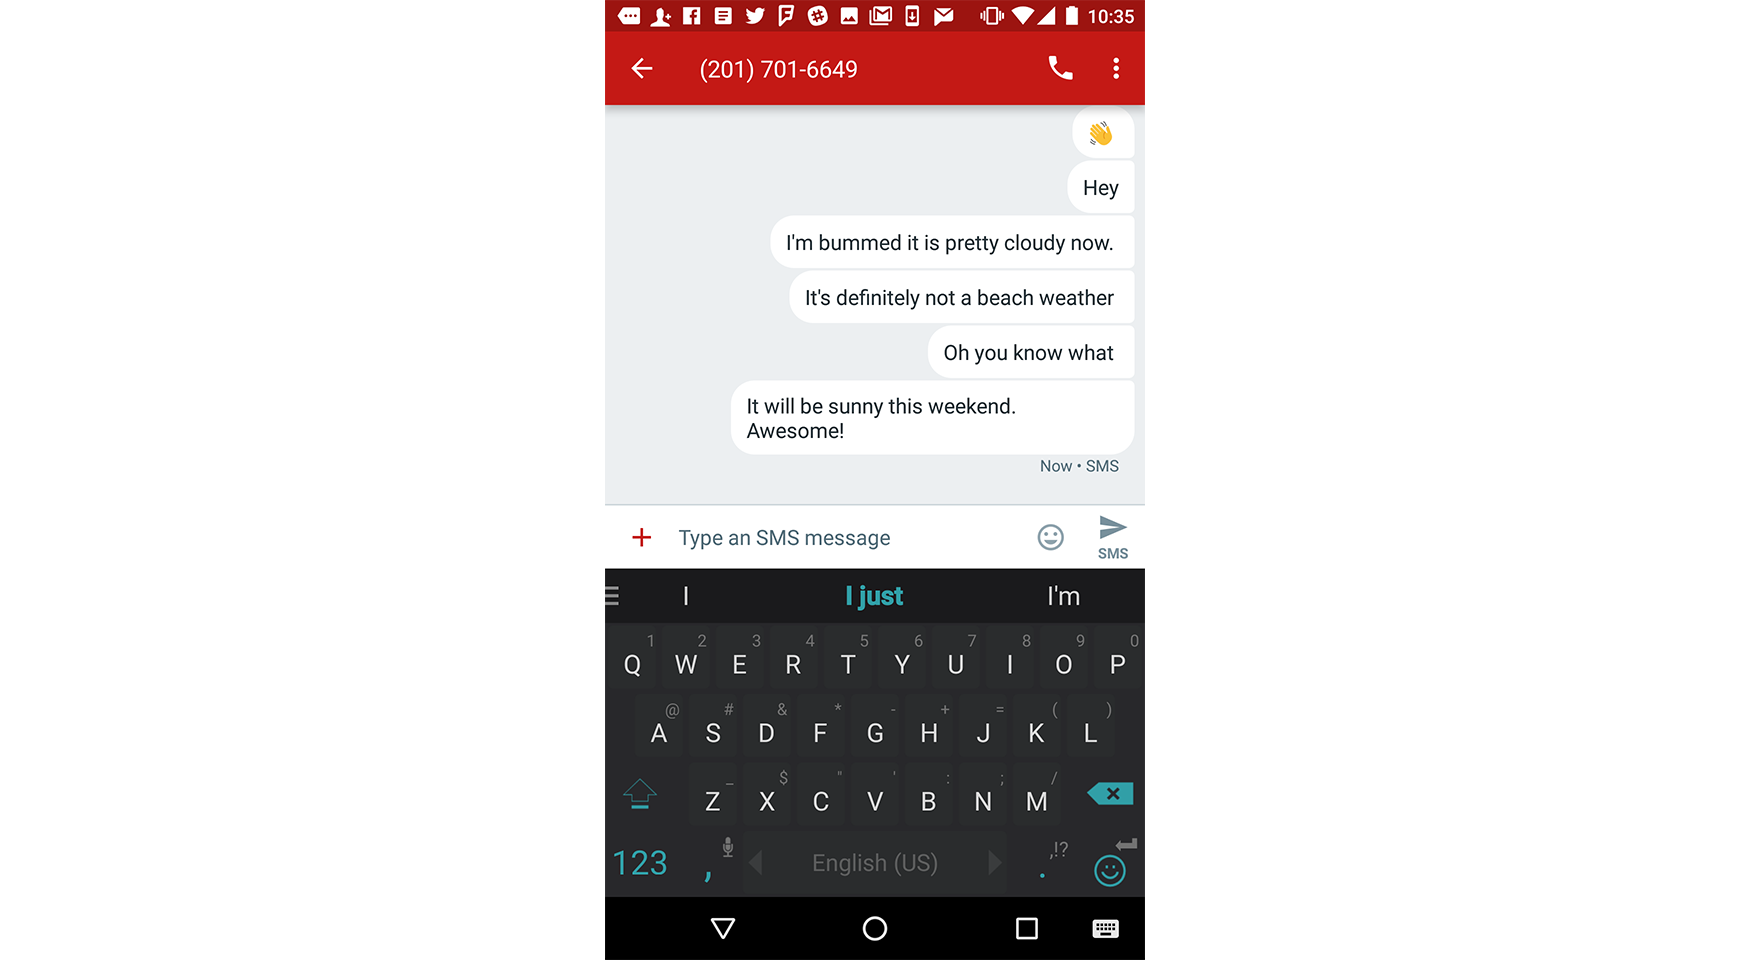 10:35
(201) 701-6649
👋
Hey
I'm bummed it is pretty cloudy now.
It's definitely not a beach weather
Oh you know what
It will be sunny this weekend.
Awesome!
Now • SMS
Type an SMS message
SMS
I I just I'm
1 2 3 4 5 6 7 8 9 0
Q W E R T Y U I O P
@ # & * - + = ( )
A S D F G H J K L
_ $ " ' : ; /
Z X C V B N M
123 , English (US) . ,!?